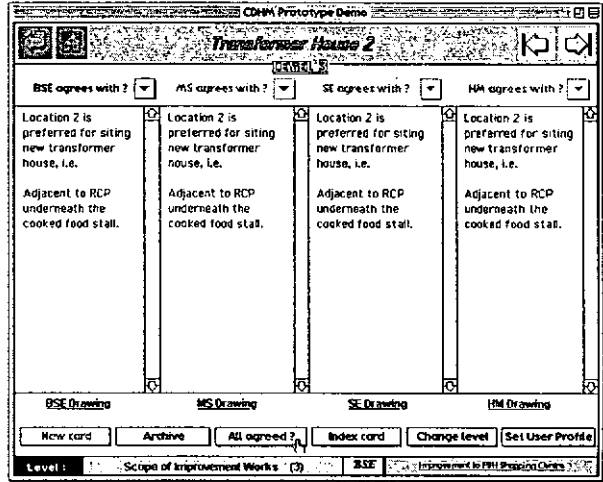 CDHM Prototype Demo
Transformer House 2
BSE agrees with ?
MS agrees with ?
SE agrees with ?
HM agrees with ?
Location 2 is
preferred for siting
new transformer
house, i.e.
Adjacent to RCP
underneath the
cooked food stall.
Location 2 is
preferred for siting
new transformer
house, i.e.
Adjacent to RCP
underneath the
cooked food stall.
Location 2 is
preferred for siting
new transformer
house, i.e.
Adjacent to RCP
underneath the
cooked food stall.
Location 2 is
preferred for siting
new transformer
house, i.e.
Adjacent to RCP
underneath the
cooked food stall.
BSE Drawing
MS Drawing
SE Drawing
HM Drawing
New card
Archive
All agreed ?
Index card
Change level
Set User Profile
Level :
Scope of Improvement Works (3)
BSE
Improvement to PRH Shopping Centre